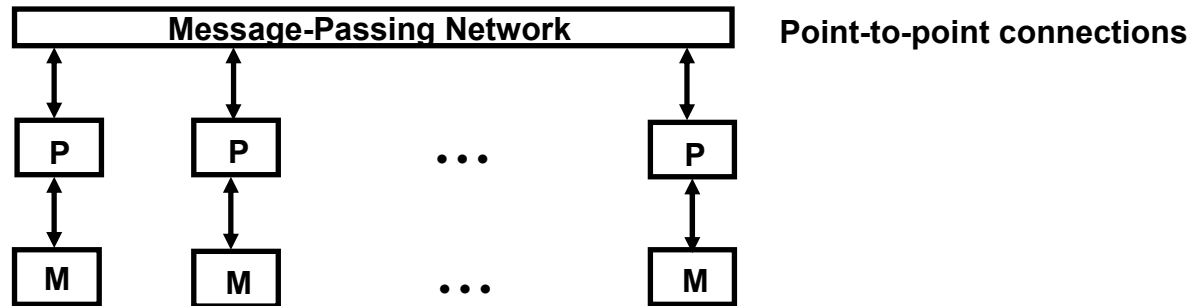 Message-Passing Network Point-to-point connections
P P ... P
M M ... M